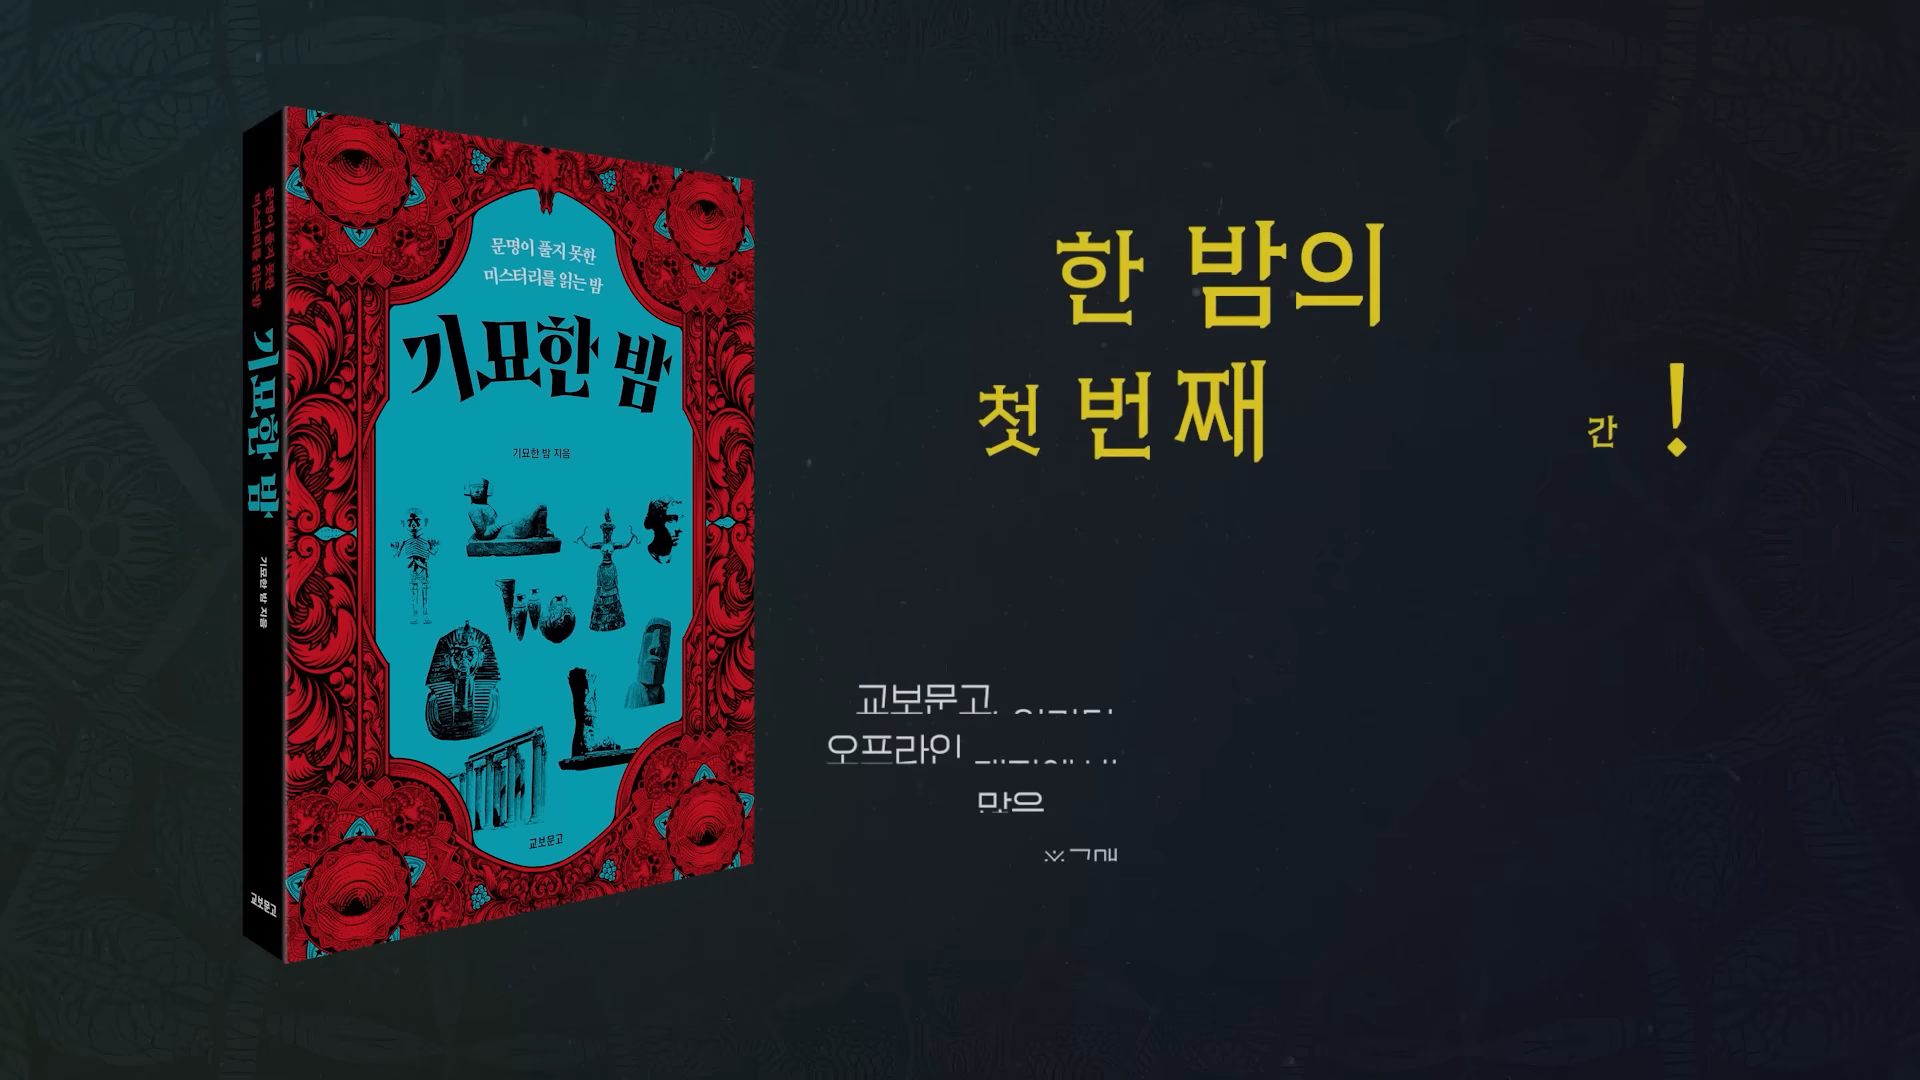 문명이 풀지 못한
미스터리를 읽는 밤
기묘한 밤
기묘한 밤 지음
교보문고
문명이 풀지 못한
미스터리를 읽는 밤
기묘한 밤
기묘한 밤 지음
교보문고
한 밤의
첫 번째 간 !
교보문고
오프라인
많은